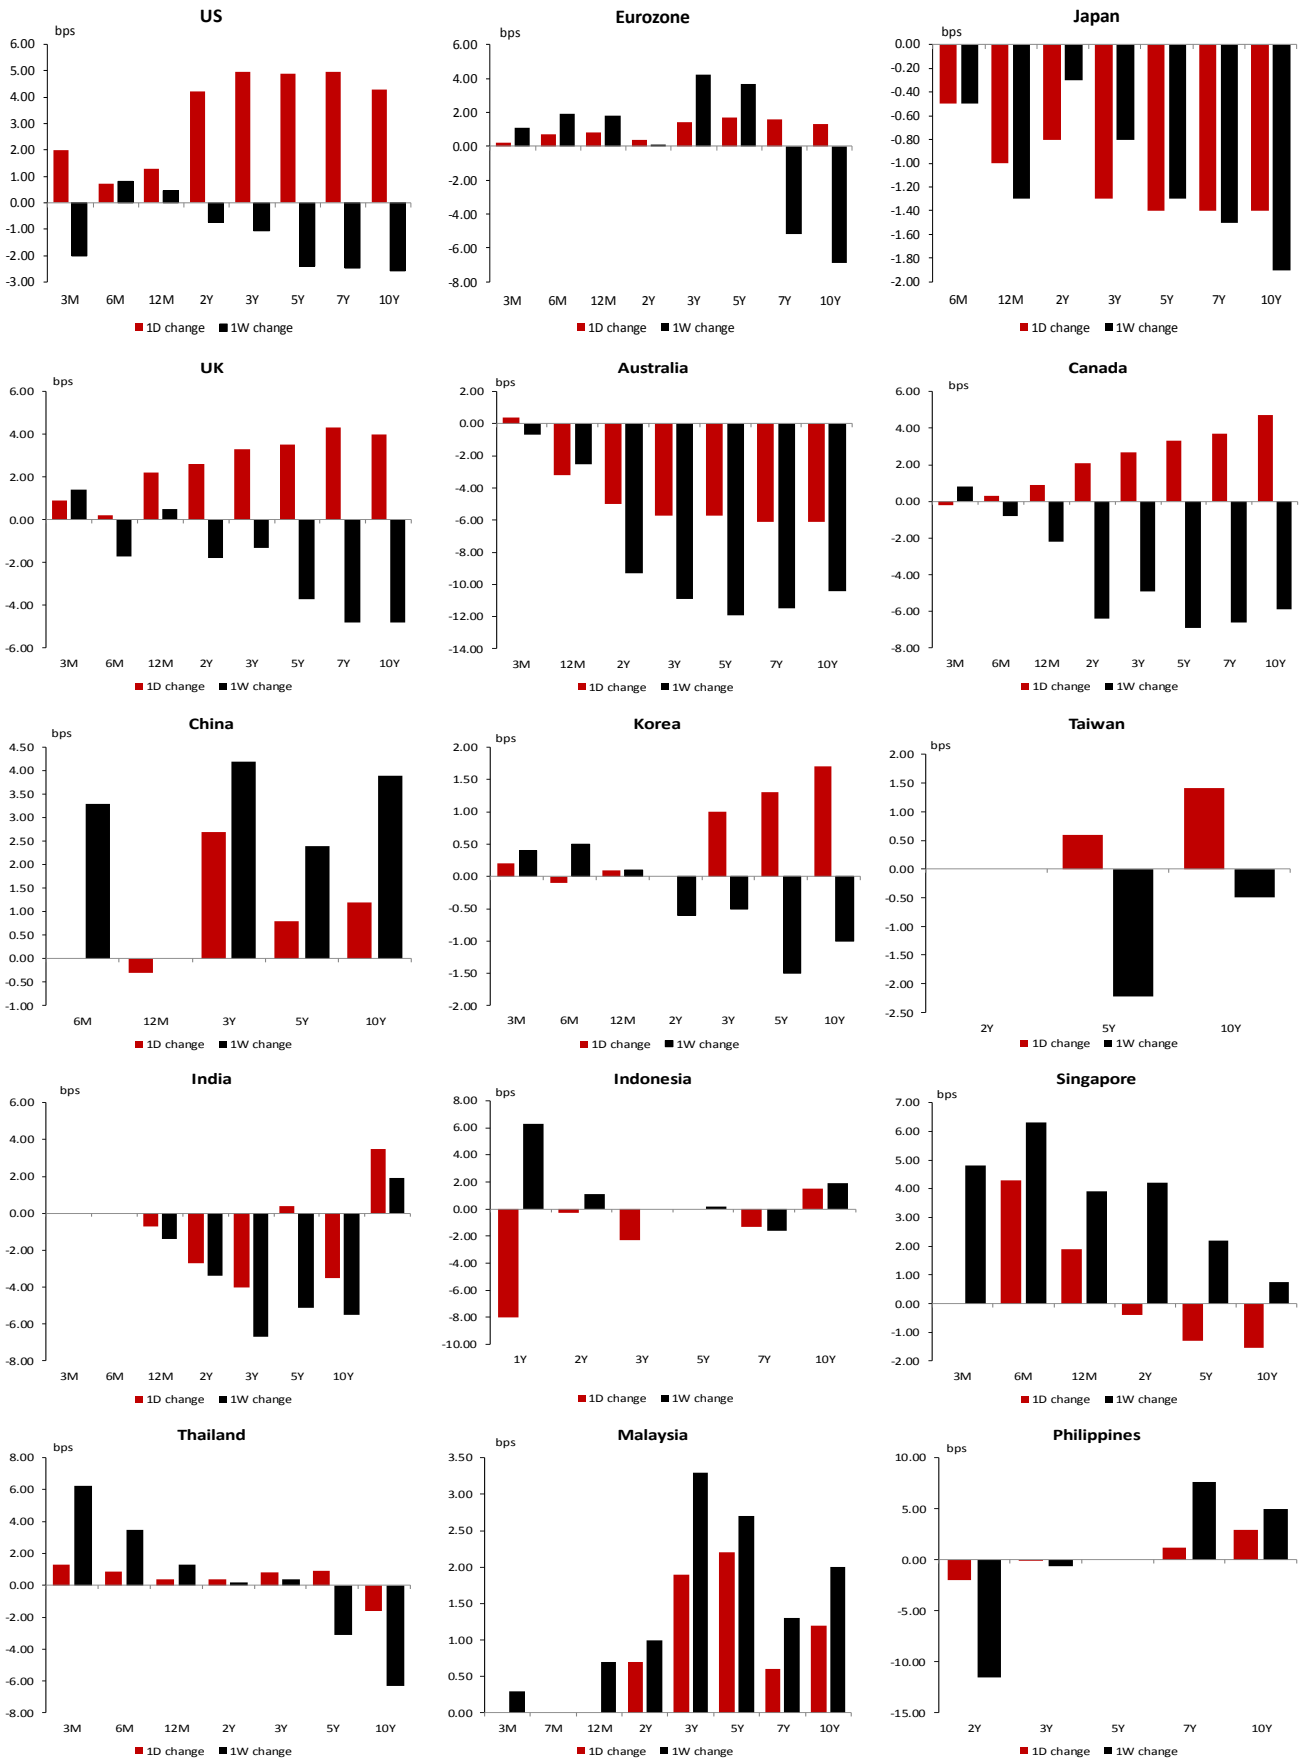 US
bps
6.00
5.00
4.00
3.00
2.00
1.00
0.00
-1.00
-2.00
-3.00
3M 6M 12M 2Y 3Y 5Y 7Y 10Y
1D change 1W change
Eurozone
bps
6.00
4.00
2.00
0.00
-2.00
-4.00
-6.00
-8.00
3M 6M 12M 2Y 3Y 5Y 7Y 10Y
1D change 1W change
Japan
bps
0.00
-0.20
-0.40
-0.60
-0.80
-1.00
-1.20
-1.40
-1.60
-1.80
-2.00
6M 12M 2Y 3Y 5Y 7Y 10Y
1D change 1W change
UK
bps
6.00
4.00
2.00
0.00
-2.00
-4.00
-6.00
3M 6M 12M 2Y 3Y 5Y 7Y 10Y
1D change 1W change
Australia
bps
2.00
0.00
-2.00
-4.00
-6.00
-8.00
-10.00
-12.00
-14.00
3M 12M 2Y 3Y 5Y 7Y 10Y
1D change 1W change
Canada
bps
6.00
4.00
2.00
0.00
-2.00
-4.00
-6.00
-8.00
3M 6M 12M 2Y 3Y 5Y 7Y 10Y
1D change 1W change
China
bps
4.50
4.00
3.50
3.00
2.50
2.00
1.50
1.00
0.50
0.00
-0.50
-1.00
6M 12M 3Y 5Y 10Y
1D change 1W change
Korea
bps
2.00
1.50
1.00
0.50
0.00
-0.50
-1.00
-1.50
-2.00
3M 6M 12M 2Y 3Y 5Y 10Y
1D change 1W change
Taiwan
bps
2.00
1.50
1.00
0.50
0.00
-0.50
-1.00
-1.50
-2.00
-2.50
2Y 5Y 10Y
1D change 1W change
India
bps
6.00
4.00
2.00
0.00
-2.00
-4.00
-6.00
-8.00
3M 6M 12M 2Y 3Y 5Y 10Y
1D change 1W change
Indonesia
bps
8.00
6.00
4.00
2.00
0.00
-2.00
-4.00
-6.00
-8.00
-10.00
1Y 2Y 3Y 5Y 7Y 10Y
1D change 1W change
Singapore
bps
7.00
6.00
5.00
4.00
3.00
2.00
1.00
0.00
-1.00
-2.00
3M 6M 12M 2Y 5Y 10Y
1D change 1W change
Thailand
bps
8.00
6.00
4.00
2.00
0.00
-2.00
-4.00
-6.00
-8.00
3M 6M 12M 2Y 3Y 5Y 10Y
1D change 1W change
Malaysia
bps
3.50
3.00
2.50
2.00
1.50
1.00
0.50
0.00
3M 7M 12M 2Y 3Y 5Y 7Y 10Y
1D change 1W change
Philippines
bps
10.00
5.00
0.00
-5.00
-10.00
-15.00
2Y 3Y 5Y 7Y 10Y
1D change 1W change